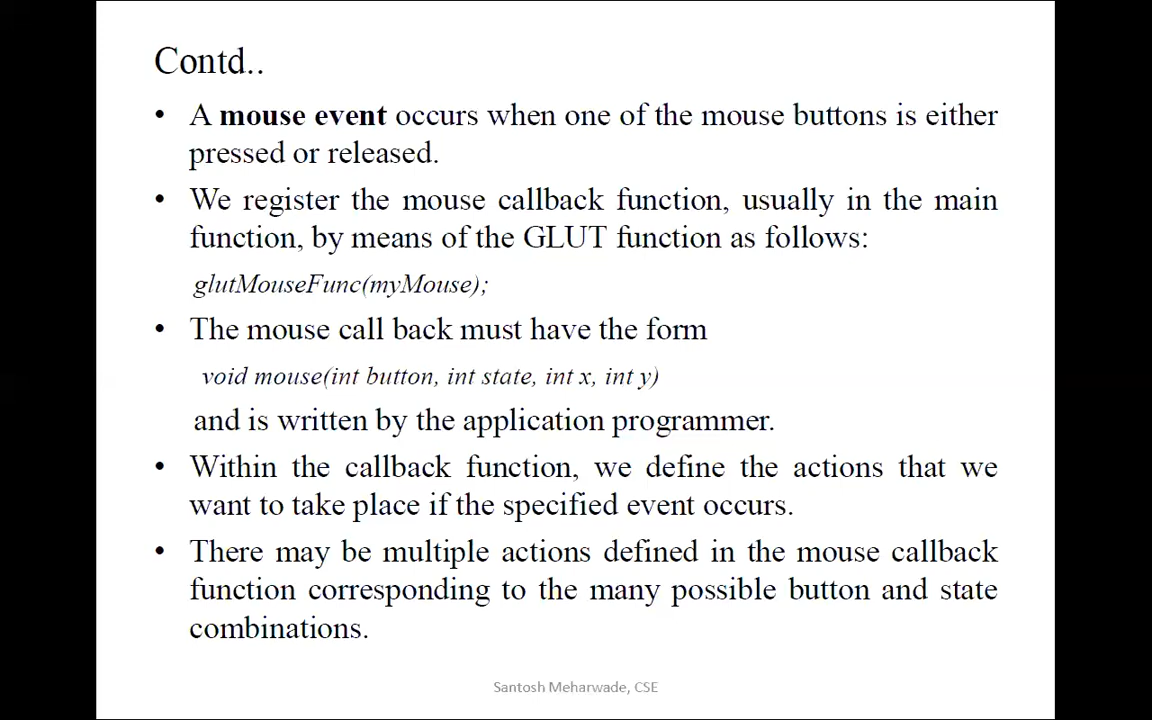 Contd..
• A mouse event occurs when one of the mouse buttons is either
pressed or released.
• We register the mouse callback function, usually in the main
function, by means of the GLUT function as follows:
glutMouseFunc(myMouse);
• The mouse call back must have the form
void mouse(int button, int state, int x, int y)
and is written by the application programmer.
• Within the callback function, we define the actions that we
want to take place if the specified event occurs.
• There may be multiple actions defined in the mouse callback
function corresponding to the many possible button and state
combinations.
Santosh Meharwade, CSE